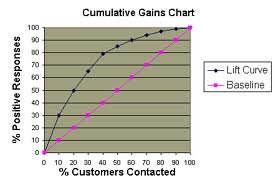 Cumulative Gains Chart
% Positive Responses
100
90
80
70
60
50
40
30
20
10
0
0 10 20 30 40 50 60 70 80 90 100
% Customers Contacted
Lift Curve
Baseline